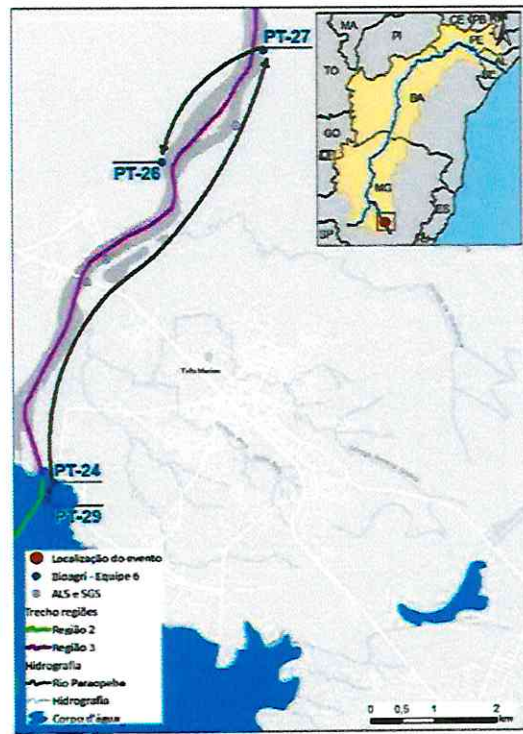 PT-27
PT-26
PT-24
PT-29
MA
PI
CE
PB
PE
TO
BA
GO
MG
ES
SP
Três Marias
Localização do evento
Bioagri - Equipe 6
ALS e SGS
Trecho regiões
Região 2
Região 3
Hidrografia
Rio Paraopeba
Hidrografia
Corpo d'água
0 0,5 1 2
km